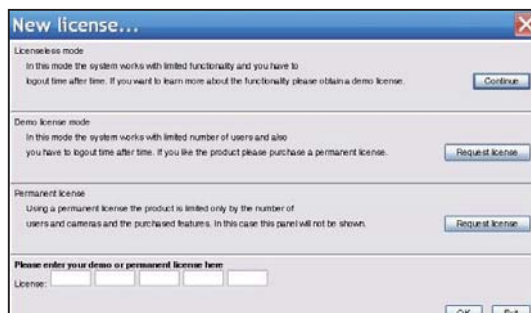 New license...
Licenseless mode
In this mode the system works with limited functionality and you have to
logout time after time. If you want to learn more about the functionality please obtain a demo license.
Continue
Demo license mode
In this mode the system works with limited number of users and also
you have to logout time after time. If you like the product please purchase a permanent license.
Request license
Permanent license
Using a permanent license the product is limited only by the number of
users and cameras and the purchased features. In this case this panel will not be shown.
Request license
Please enter your demo or permanent license here
License:
OK